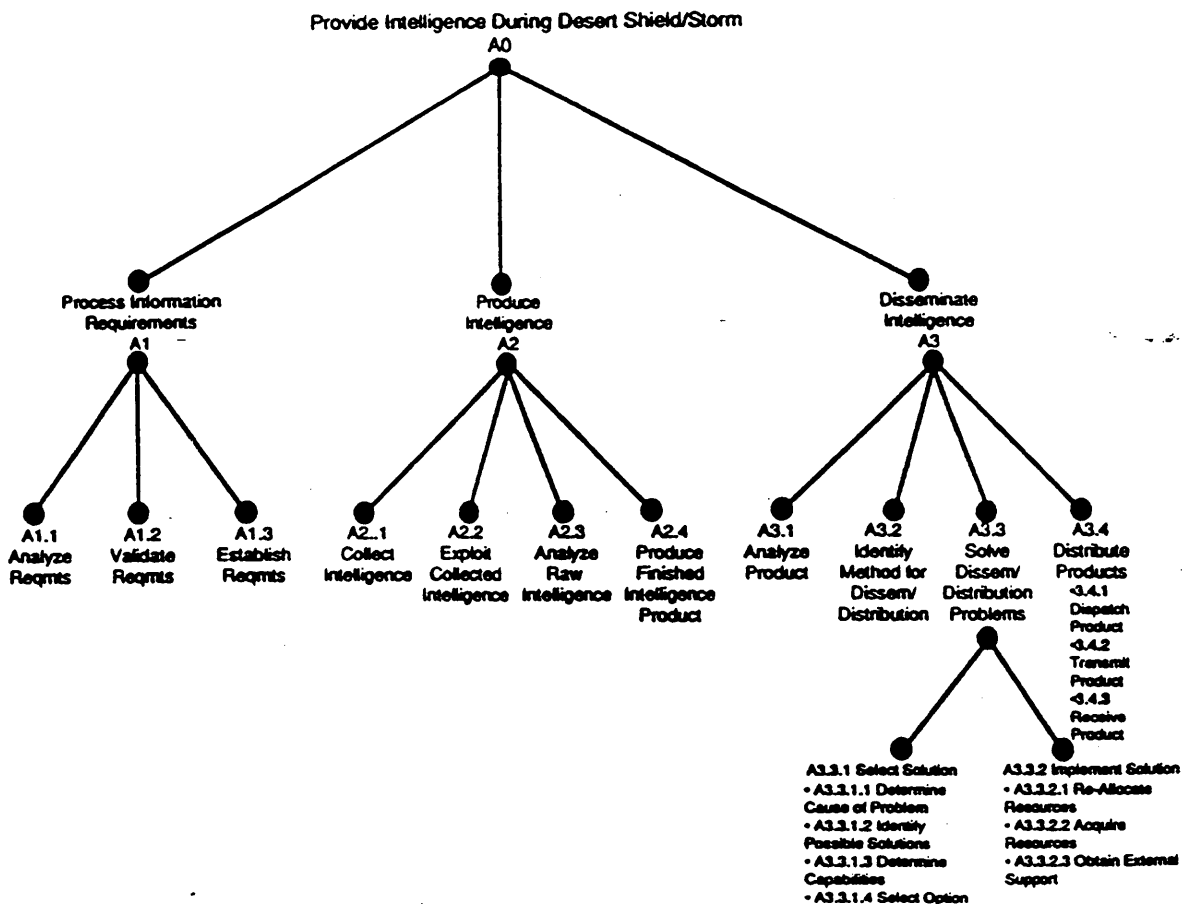 Provide Intelligence During Desert Shield/Storm
A0
Process Information
Requirements
A1
Produce
Intelligence
A2
Disseminate
Intelligence
A3
A1.1
Analyze
Reqmts
A1.2
Validate
Reqmts
A1.3
Establish
Reqmts
A2..1
Collect
Intelligence
A2.2
Exploit
Collected
Intelligence
A2.3
Analyze
Raw
Intelligence
A2.4
Produce
Finished
Intelligence
Product
A3.1
Analyze
Product
A3.2
Identify
Method for
Dissem/
Distribution
A3.3
Solve
Dissem/
Distribution
Problems
A3.4
Distribute
Products
<3.4.1
Dispatch
Product
<3.4.2
Transmit
Product
<3.4.3
Receive
Product
A3.3.1 Select Solution
• A3.3.1.1 Determine
Cause of Problem
• A3.3.1.2 Identify
Possible Solutions
• A3.3.1.3 Determine
Capabilities
• A3.3.1.4 Select Option
A3.3.2 Implement Solution
• A3.3.2.1 Re-Allocate
Resources
• A3.3.2.2 Acquire
Resources
• A3.3.2.3 Obtain External
Support